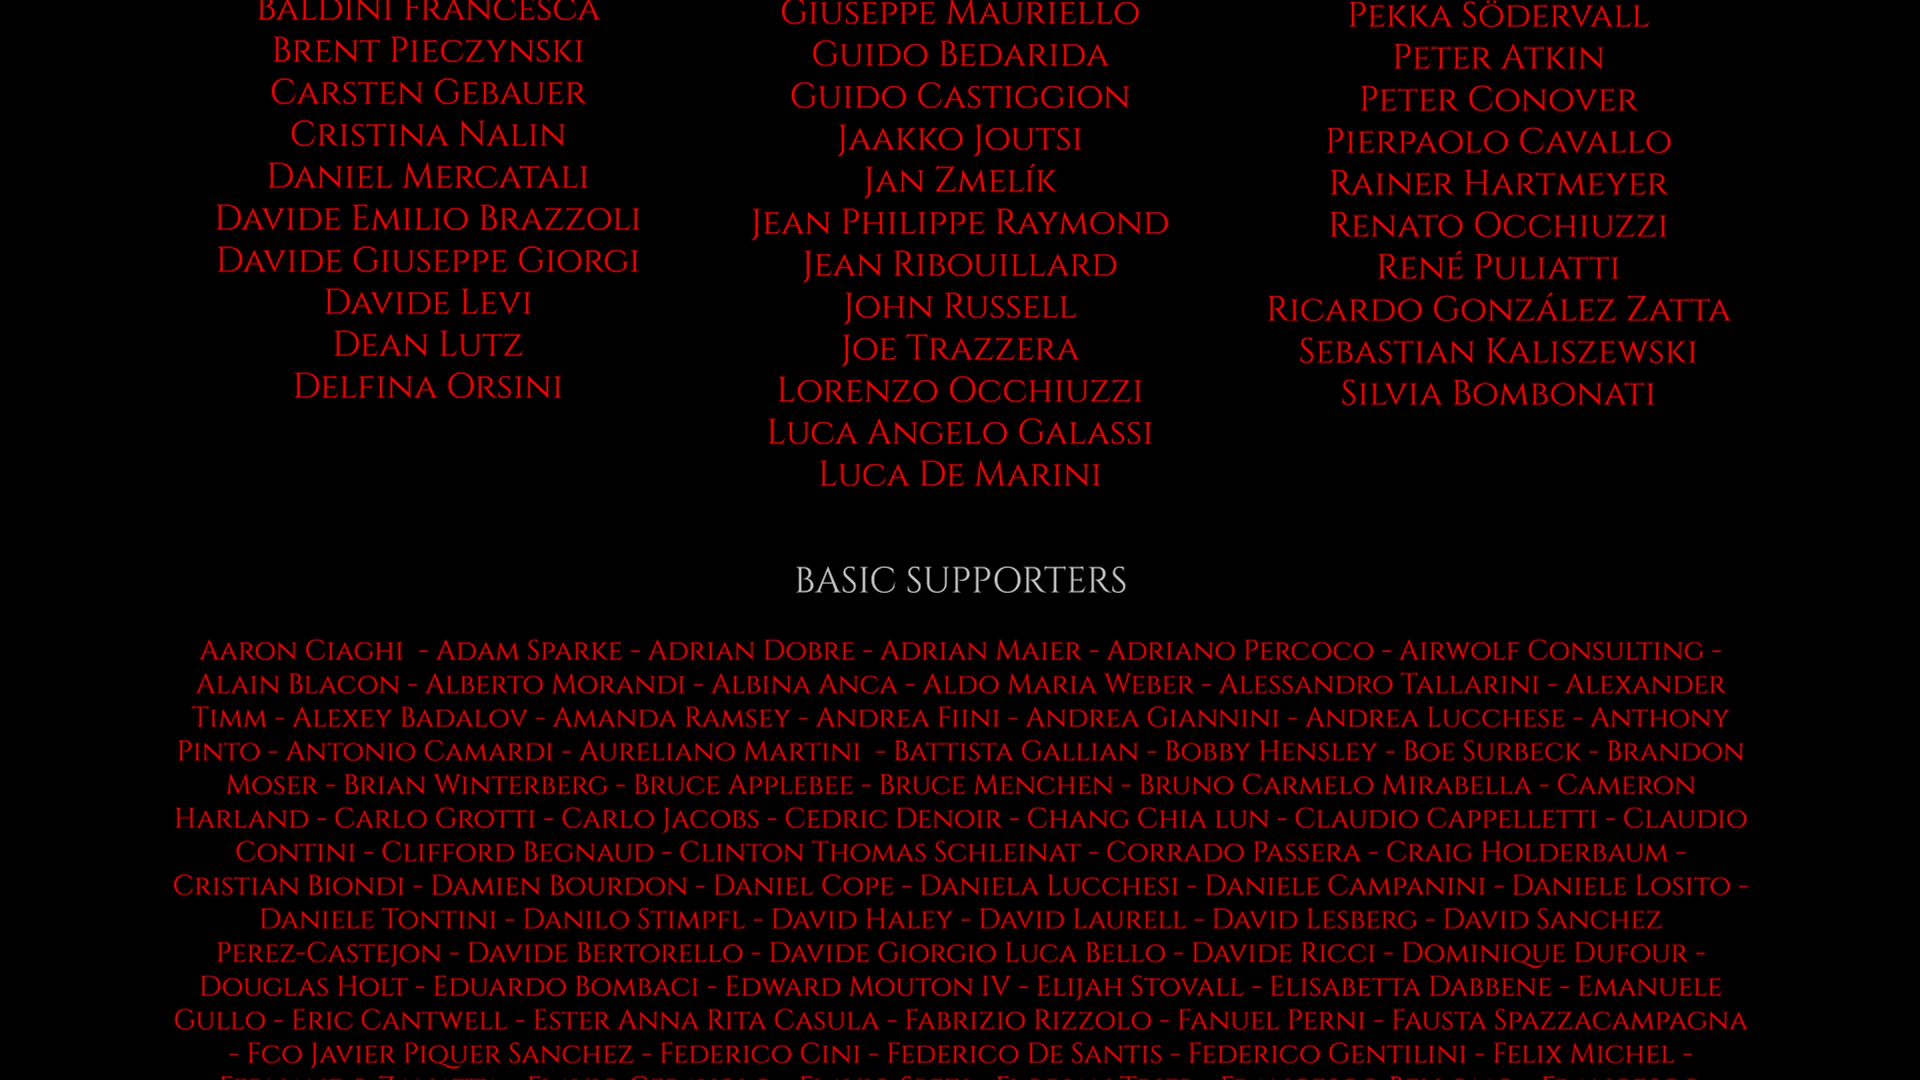 BALDINI FRANCESCA
BRENT PIECZYNSKI
CARSTEN GEBAUER
CRISTINA NALIN
DANIEL MERCATALI
DAVIDE EMILIO BRAZZOLI
DAVIDE GIUSEPPE GIORGI
DAVIDE LEVI
DEAN LUTZ
DELFINA ORSINI
GIUSEPPE MAURIELLO
GUIDO BEDARIDA
GUIDO CASTIGGION
JAAKKO JOUTSI
JAN ZMELÍK
JEAN PHILIPPE RAYMOND
JEAN RIBOUILLARD
JOHN RUSSELL
JOE TRAZZERA
LORENZO OCCHIUZZI
LUCA ANGELO GALASSI
LUCA DE MARINI
PEKKA SÖDERVALL
PETER ATKIN
PETER CONOVER
PIERPAOLO CAVALLO
RAINER HARTMEYER
RENATO OCCHIUZZI
RENÉ PULIATTI
RICARDO GONZÁLEZ ZATTA
SEBASTIAN KALISZEWSKI
SILVIA BOMBONATI
BASIC SUPPORTERS
AARON CIAGHI - ADAM SPARKE - ADRIAN DOBRE - ADRIAN MAIER - ADRIANO PERCOCO - AIRWOLF CONSULTING -
ALAIN BLACON - ALBERTO MORANDI - ALBINA ANCA - ALDO MARIA WEBER - ALESSANDRO TALLARINI - ALEXANDER
TIMM - ALEXEY BADALOV - AMANDA RAMSEY - ANDREA FIINI - ANDREA GIANNINI - ANDREA LUCCHESE - ANTHONY
PINTO - ANTONIO CAMARDI - AURELIANO MARTINI - BATTISTA GALLIAN - BOBBY HENSLEY - BOE SURBECK - BRANDON
MOSER - BRIAN WINTERBERG - BRUCE APPLEBEE - BRUCE MENCHEN - BRUNO CARMELO MIRABELLA - CAMERON
HARLAND - CARLO GROTTI - CARLO JACOBS - CEDRIC DENOIR - CHANG CHIA LUN - CLAUDIO CAPPELLETTI - CLAUDIO
CONTINI - CLIFFORD BEGNAUD - CLINTON THOMAS SCHLEINAT - CORRADO PASSERA - CRAIG HOLDERBAUM -
CRISTIAN BIONDI - DAMIEN BOURDON - DANIEL COPE - DANIELA LUCCHESI - DANIELE CAMPANINI - DANIELE LOSITO -
DANIELE TONTINI - DANILO STIMPFL - DAVID HALEY - DAVID LAURELL - DAVID LESBERG - DAVID SANCHEZ
PEREZ-CASTEJON - DAVIDE BERTORELLO - DAVIDE GIORGIO LUCA BELLO - DAVIDE RICCI - DOMINIQUE DUFOUR -
DOUGLAS HOLT - EDUARDO BOMBACI - EDWARD MOUTON IV - ELIJAH STOVALL - ELISABETTA DABBENE - EMANUELE
GULLO - ERIC CANTWELL - ESTER ANNA RITA CASULA - FABRIZIO RIZZOLO - FANUEL PERNI - FAUSTA SPAZZACAMPAGNA
- FCO JAVIER PIQUER SANCHEZ - FEDERICO CINI - FEDERICO DE SANTIS - FEDERICO GENTILINI - FELIX MICHEL -